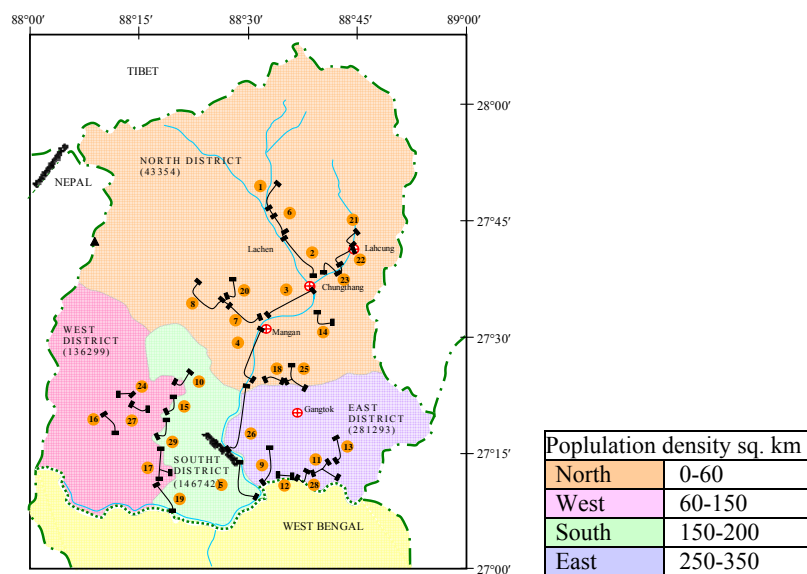 88°00′ 88°15′ 88°30′ 88°45′ 89°00′
TIBET
28°00′
NORTH DISTRICT
(43354)
NEPAL
1
6
21
27°45′
Lachen
2
Lahcung
22
23
3
Chungthang
20
8
7
14
4
Mangan
27°30′
WEST
DISTRICT
(136299)
18
25
10
24
15
16
27
Gangtok
EAST
DISTRICT
(281293)
26
29
13
SOUTHT
DISTRICT
(146742)
17
9
11
27°15′
5
12
28
19
WEST BENGAL
27°00′
Poplulation density sq. km
North 0-60
West 60-150
South 150-200
East 250-350